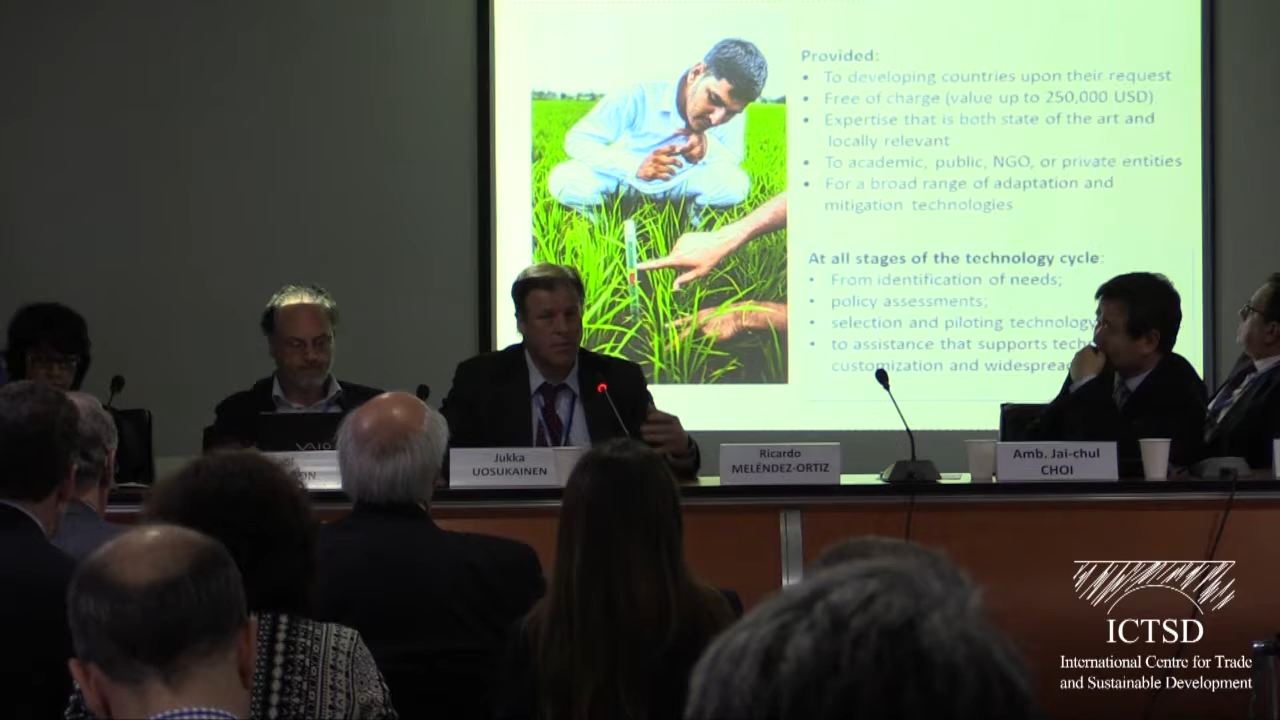 Provided:
• To developing countries upon their request
• Free of charge (value up to 250,000 USD)
• Expertise that is both state of the art and
locally relevant
• To academic, public, NGO, or private entities
• For a broad range of adaptation and
mitigation technologies
At all stages of the technology cycle:
• From identification of needs;
• policy assessments;
• selection and piloting technology
• to assistance that supports tech
customization and widesprea
VAIO
Jukka
UOSUKAINEN
Ricardo
MELÉNDEZ-ORTIZ
Amb. Jai-chul
CHOI
ICTSD
International Centre for Trade
and Sustainable Development